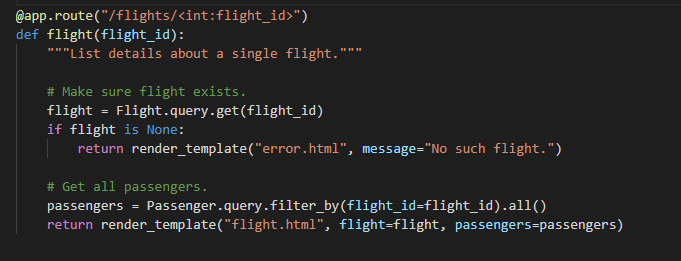 @app.route("/flights/<int:flight_id>")
def flight(flight_id):
    """List details about a single flight."""

    # Make sure flight exists.
    flight = Flight.query.get(flight_id)
    if flight is None:
        return render_template("error.html", message="No such flight.")

    # Get all passengers.
    passengers = Passenger.query.filter_by(flight_id=flight_id).all()
    return render_template("flight.html", flight=flight, passengers=passengers)